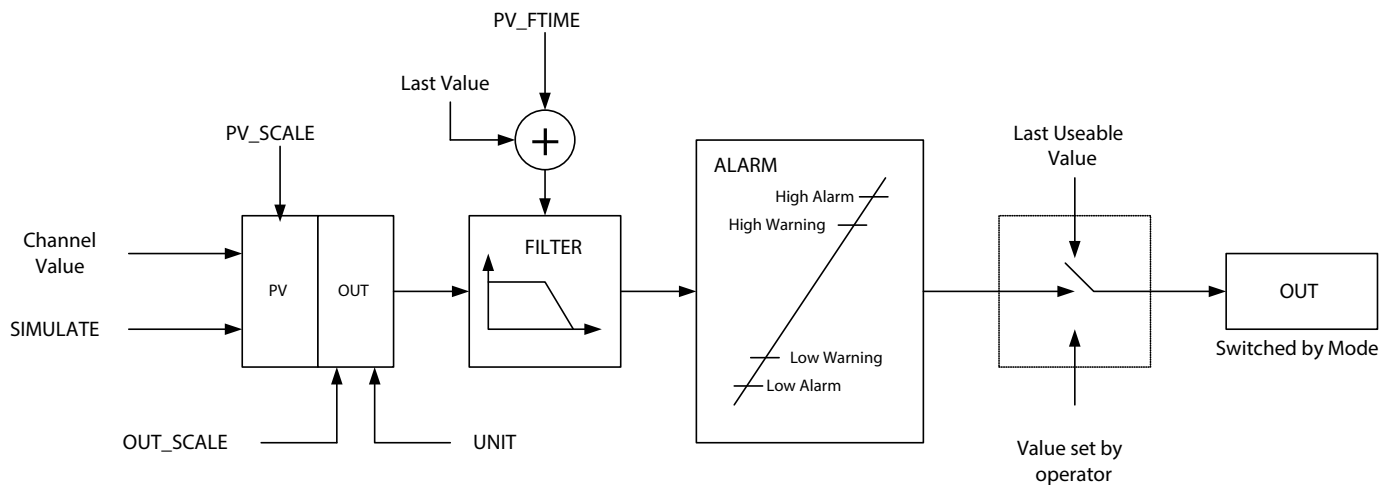 PV_FTIME
Last Value
+
PV_SCALE
Channel
Value
SIMULATE
PV
OUT
OUT_SCALE
UNIT
FILTER
ALARM
High Alarm
High Warning
Low Warning
Low Alarm
Last Useable
Value
Value set by
operator
OUT
Switched by Mode